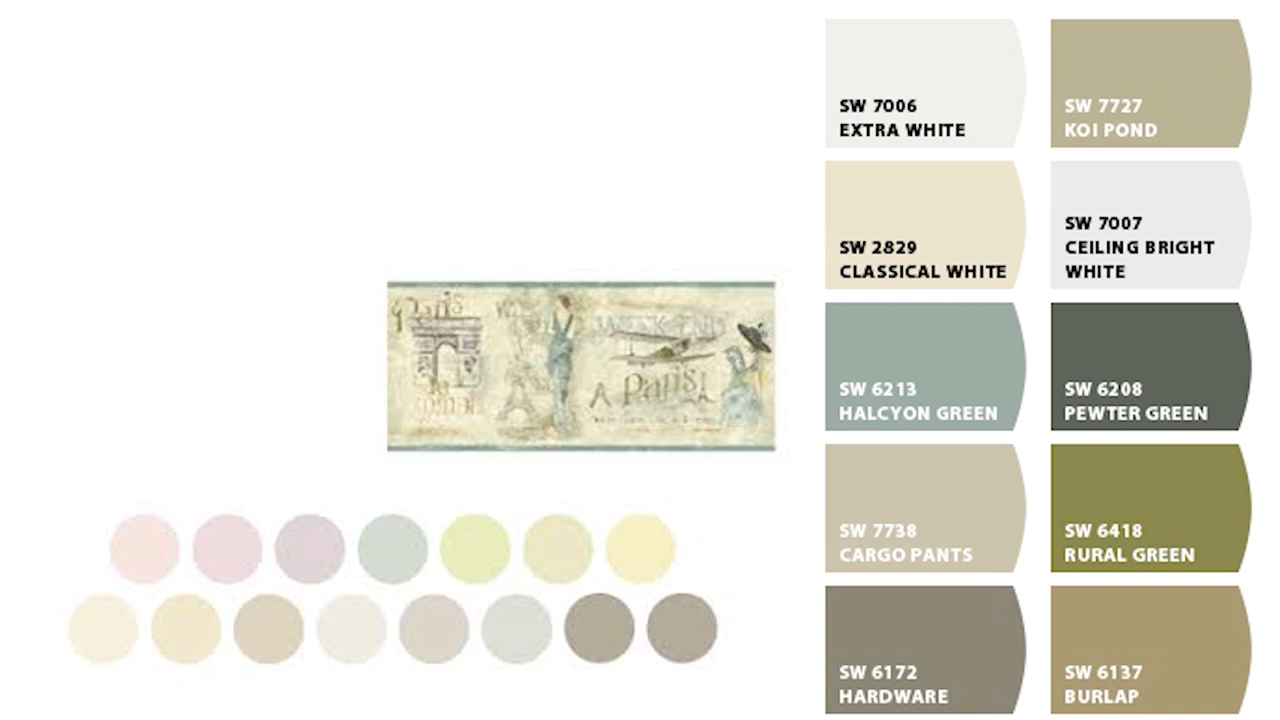 Paris
WEEK END
A Paris
SW 7006
EXTRA WHITE
SW 7727
KOI POND
SW 2829
CLASSICAL WHITE
SW 7007
CEILING BRIGHT
WHITE
SW 6213
HALCYON GREEN
SW 6208
PEWTER GREEN
SW 7738
CARGO PANTS
SW 6418
RURAL GREEN
SW 6172
HARDWARE
SW 6137
BURLAP